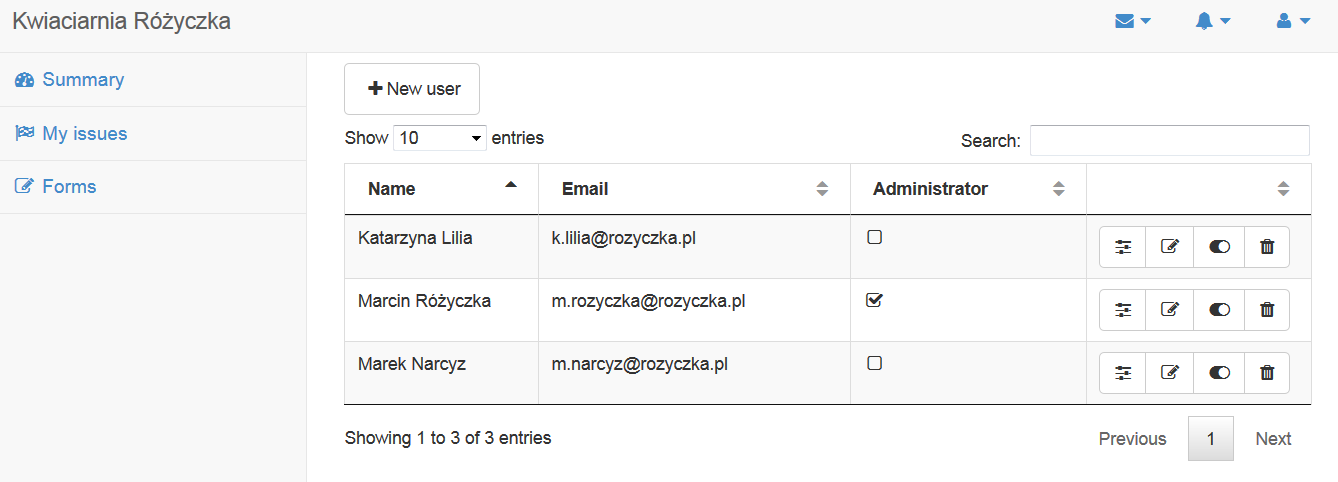 Kwiaciarnia Różyczka
Summary
My issues
Forms
New user
Show 10 entries
Search:
Name Email Administrator
Katarzyna Lilia k.lilia@rozyczka.pl
Marcin Różyczka m.rozyczka@rozyczka.pl
Marek Narcyz m.narcyz@rozyczka.pl
Showing 1 to 3 of 3 entries
Previous 1 Next